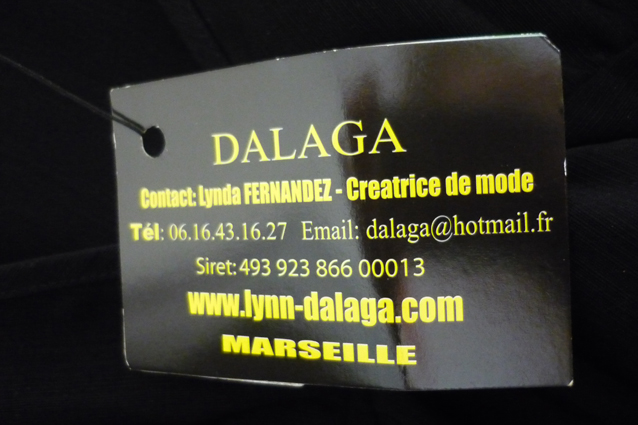 DALAGA
Contact: Lynda FERNANDEZ - Creatrice de mode
Tél: 06.16.43.16.27 Email: dalaga@hotmail.fr
Siret: 493 923 866 00013
www.lynn-dalaga.com
MARSEILLE